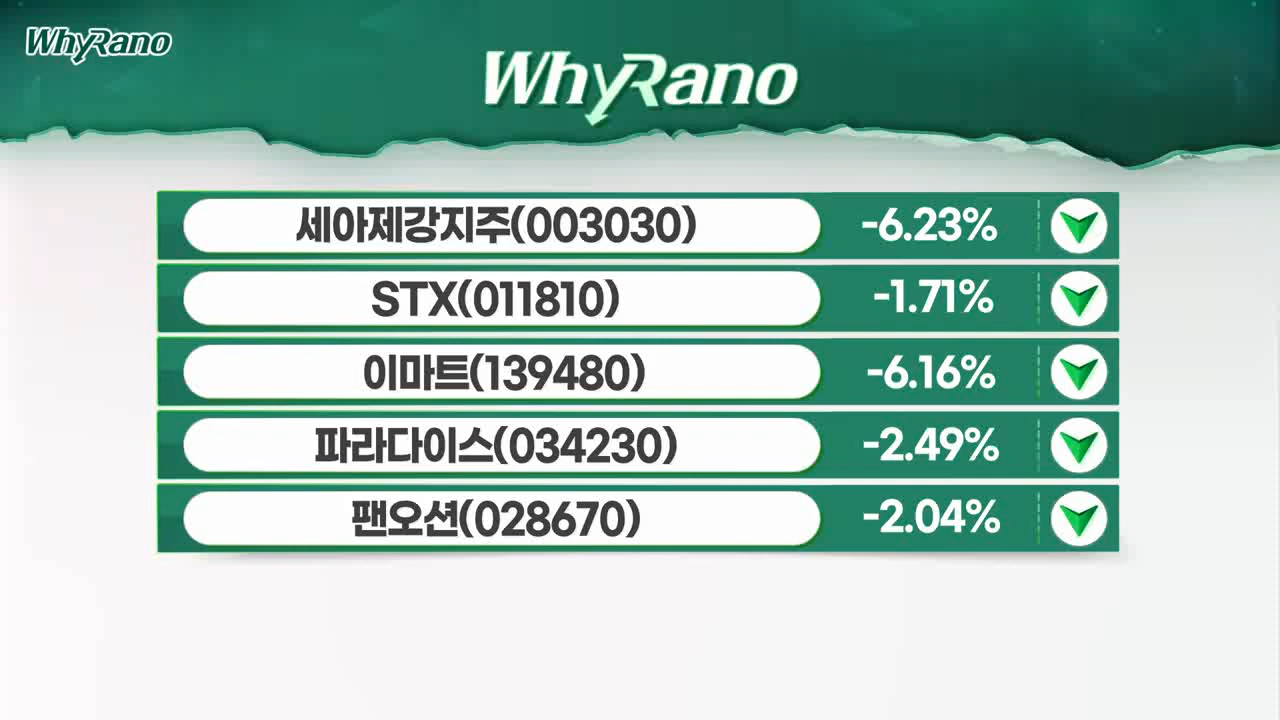 WhyRano
WhyRano
세아제강지주(003030) -6.23%
STX(011810) -1.71%
이마트(139480) -6.16%
파라다이스(034230) -2.49%
팬오션(028670) -2.04%